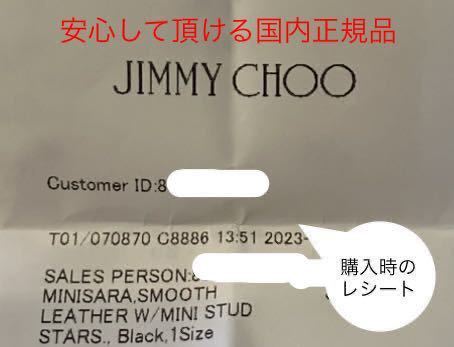 安心して頂ける国内正規品
JIMMY CHOO
Customer ID:8
T01/070870 C8886 13:51 2023-
SALES PERSON:
MINISARA,SMOOTH
LEATHER W/MINI STUD
STARS., Black,1Size
購入時の
レシート